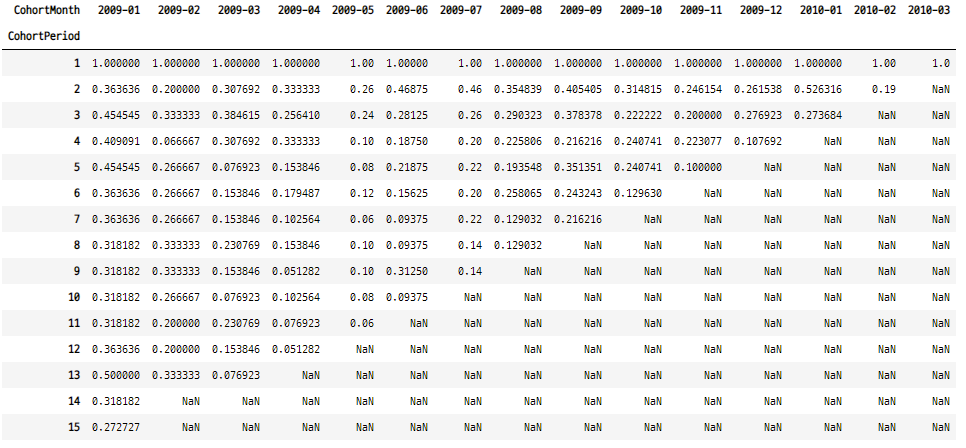 CohortMonth 2009-01 2009-02 2009-03 2009-04 2009-05 2009-06 2009-07 2009-08 2009-09 2009-10 2009-11 2009-12 2010-01 2010-02 2010-03
CohortPeriod
1 1.000000 1.000000 1.000000 1.000000 1.00 1.00000 1.00 1.000000 1.000000 1.000000 1.000000 1.000000 1.000000 1.00 1.0
2 0.363636 0.200000 0.307692 0.333333 0.26 0.46875 0.46 0.354839 0.405405 0.314815 0.246154 0.261538 0.526316 0.19 NaN
3 0.454545 0.333333 0.384615 0.256410 0.24 0.28125 0.26 0.290323 0.378378 0.222222 0.200000 0.276923 0.273684 NaN NaN
4 0.409091 0.066667 0.307692 0.333333 0.10 0.18750 0.20 0.225806 0.216216 0.240741 0.223077 0.107692 NaN NaN NaN
5 0.454545 0.266667 0.076923 0.153846 0.08 0.21875 0.22 0.193548 0.351351 0.240741 0.100000 NaN NaN NaN NaN
6 0.363636 0.266667 0.153846 0.179487 0.12 0.15625 0.20 0.258065 0.243243 0.129630 NaN NaN NaN NaN NaN
7 0.363636 0.266667 0.153846 0.102564 0.06 0.09375 0.22 0.129032 0.216216 NaN NaN NaN NaN NaN NaN
8 0.318182 0.333333 0.230769 0.153846 0.10 0.09375 0.14 0.129032 NaN NaN NaN NaN NaN NaN NaN
9 0.318182 0.333333 0.153846 0.051282 0.10 0.31250 0.14 NaN NaN NaN NaN NaN NaN NaN NaN
10 0.318182 0.266667 0.076923 0.102564 0.08 0.09375 NaN NaN NaN NaN NaN NaN NaN NaN NaN
11 0.318182 0.200000 0.230769 0.076923 0.06 NaN NaN NaN NaN NaN NaN NaN NaN NaN NaN
12 0.363636 0.200000 0.153846 0.051282 NaN NaN NaN NaN NaN NaN NaN NaN NaN NaN NaN
13 0.500000 0.333333 0.076923 NaN NaN NaN NaN NaN NaN NaN NaN NaN NaN NaN NaN
14 0.318182 NaN NaN NaN NaN NaN NaN NaN NaN NaN NaN NaN NaN NaN NaN
15 0.272727 NaN NaN NaN NaN NaN NaN NaN NaN NaN NaN NaN NaN NaN NaN